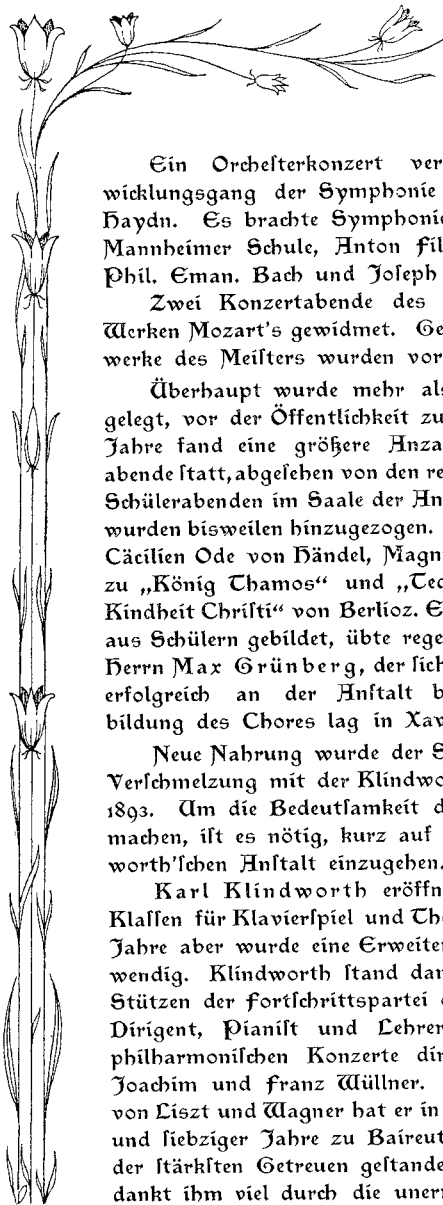 Ein Orchesterkonzert ver
wicklungsgang der Symphonie
Haydn. Es brachte Symphonie
Mannheimer Schule, Anton Fil
Phil. Eman. Bach und Joseph
Zwei Konzertabende des
Werken Mozart's gewidmet. Ge
werke des Meisters wurden vor
Überhaupt wurde mehr als
gelegt, vor der Öffentlichkeit zu
Jahre fand eine größere Anza
abende statt, abgesehen von den re
Schülerabenden im Saale der An
wurden bisweilen hinzugezogen.
Cäcilien Ode von Händel, Magn
zu „König Thamos“ und „Ted
Kindheit Christi“ von Berlioz. E
aus Schülern gebildet, übte rege
Herrn Max Grünberg, der sich
erfolgreich an der Anstalt b
bildung des Chores lag in Xav
Neue Nahrung wurde der S
Verschmelzung mit der Klindwo
1893. Um die Bedeutsamkeit d
machen, ist es nötig, kurz auf
worth'schen Anstalt einzugehen.
Karl Klindworth eröffn
Klassen für Klavierspiel und The
Jahre aber wurde eine Erweiter
wendig. Klindworth stand dam
Stützen der Fortschrittspartei
Dirigent, Pianist und Lehrer
philharmonischen Konzerte dir
Joachim und Franz Wüllner.
von Liszt und Wagner hat er in
und siebziger Jahre zu Baireut
der stärksten Getreuen gestande
dankt ihm viel durch die uner